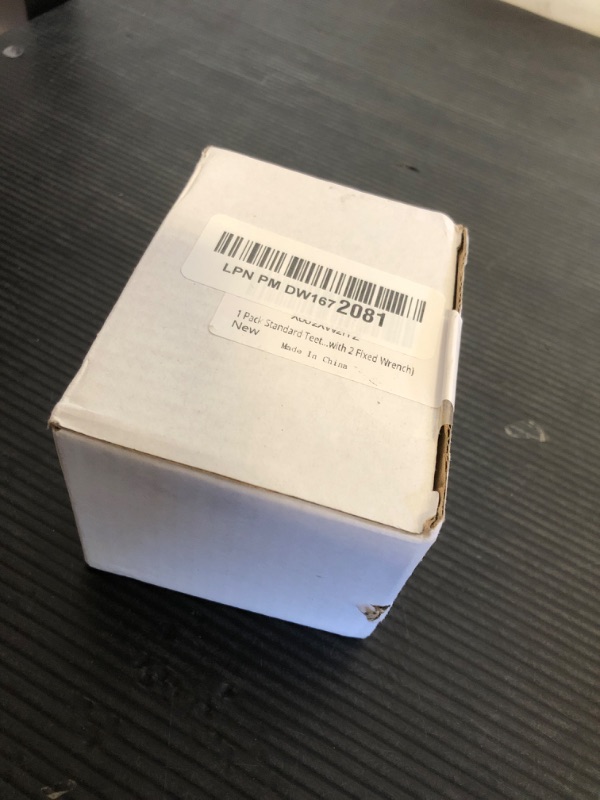 LPN PM DW1672081
1 Pack Standard Teet...with 2 Fixed Wrench)
New
Made In China